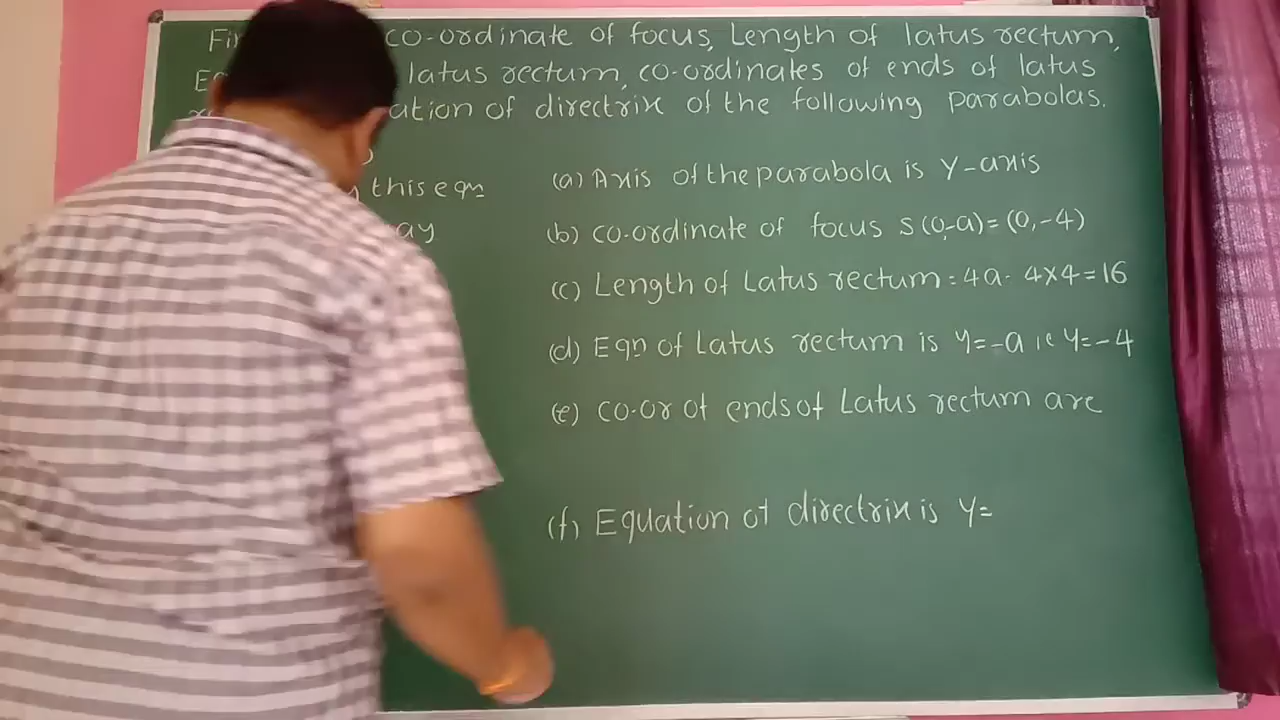 co-ordinate of focus, Length of latus rectum,
latus rectum, co-ordinates of ends of latus
ation of directrix of the following parabolas.
this eqn
ay
(a) Axis of the parabola is Y-axis
(b) co-ordinate of focus S(0,-a)=(0,-4)
(c) Length of Latus rectum = 4a = 4×4=16
(d) Eqn of Latus rectum is y=-a ie y=-4
(e) co-or of ends of Latus rectum are
(f) Equation of directrix is y=